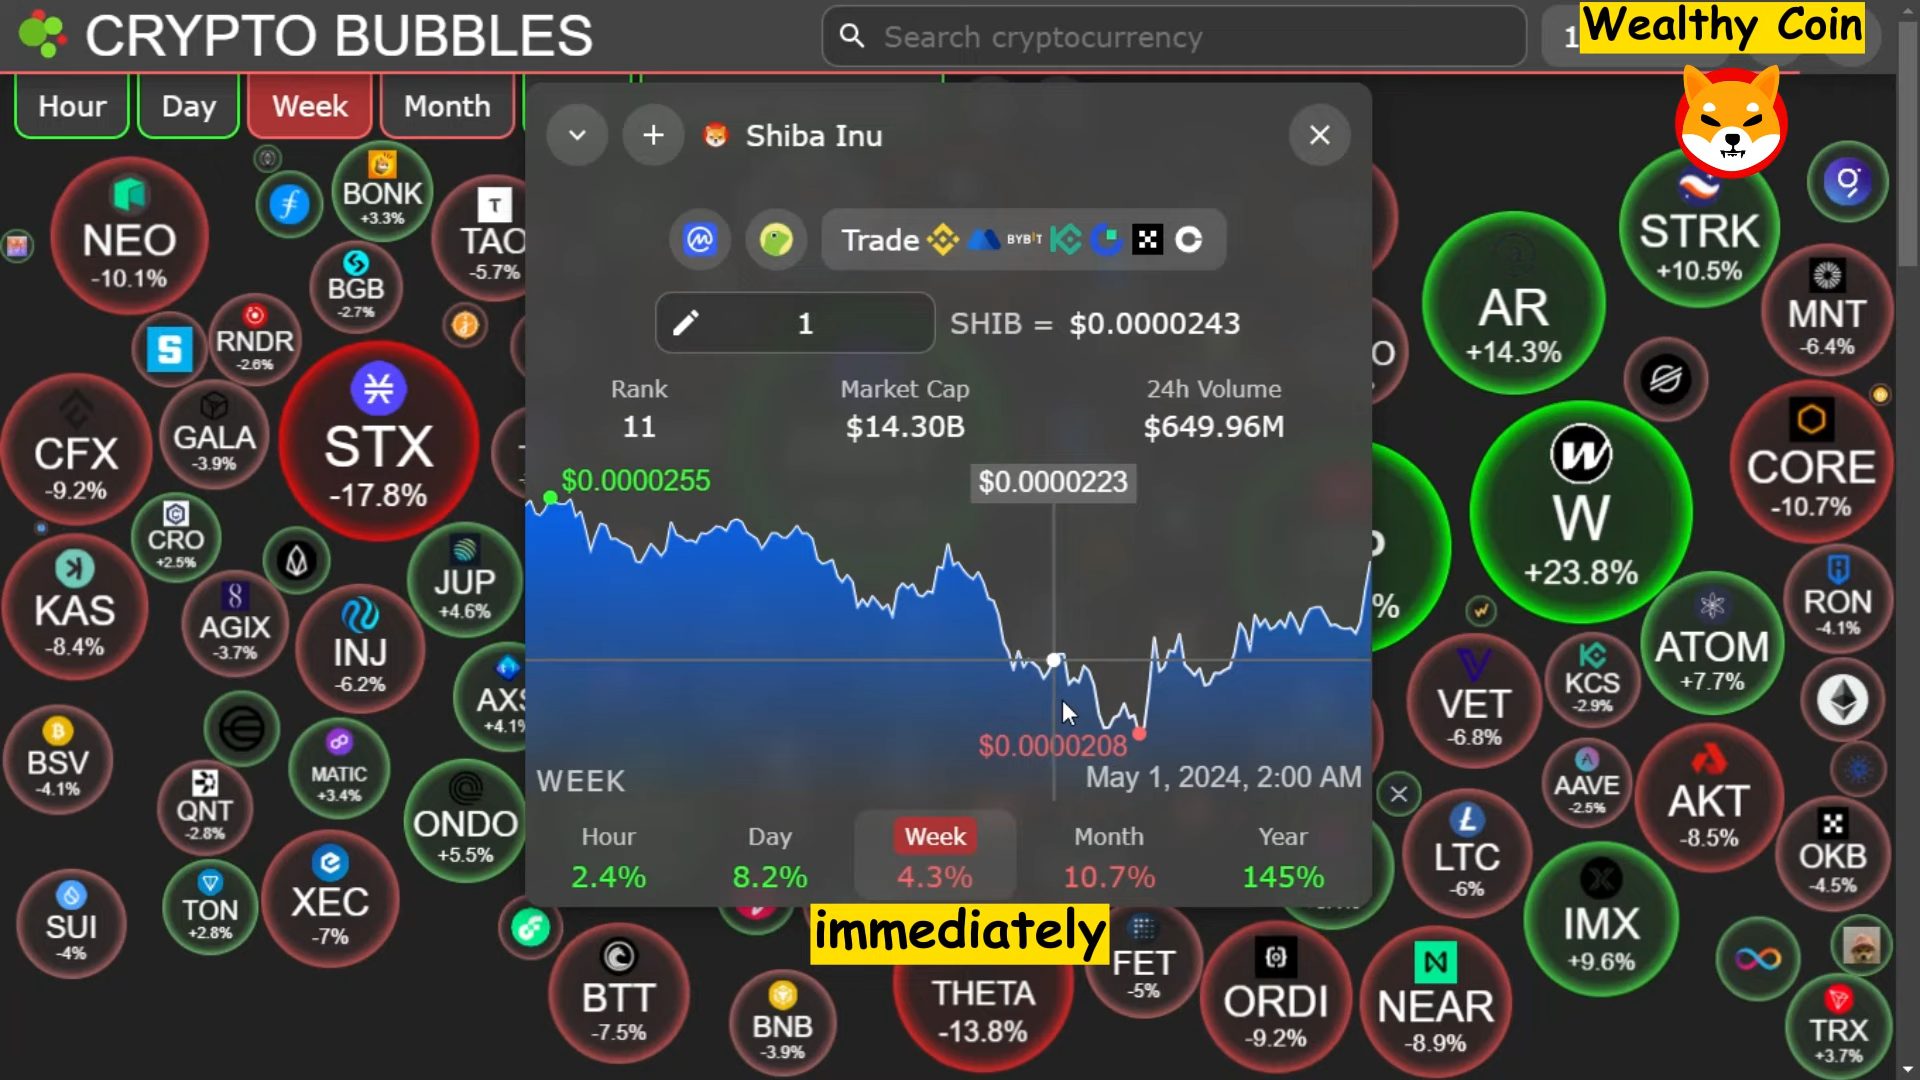 CRYPTO BUBBLES
Search cryptocurrency
1
Wealthy Coin
Hour
Day
Week
Month
Shiba Inu
Trade
BYBIT
1
SHIB = $0.0000243
Rank
11
Market Cap
$14.30B
24h Volume
$649.96M
$0.0000255
$0.0000223
$0.0000208
WEEK
May 1, 2024, 2:00 AM
Hour
2.4%
Day
8.2%
Week
4.3%
Month
10.7%
Year
145%
immediately
NEO
-10.1%
BONK
+3.3%
TAO
-5.7%
BGB
-2.7%
RNDR
-2.6%
STX
-17.8%
CFX
-9.2%
GALA
-3.9%
CRO
+2.5%
JUP
+4.6%
KAS
-8.4%
AGIX
-3.7%
INJ
-6.2%
AXS
+4.1%
BSV
-4.1%
MATIC
+3.4%
QNT
-2.8%
ONDO
+5.5%
SUI
-4%
TON
+2.8%
XEC
-7%
BTT
-7.5%
BNB
-3.9%
THETA
-13.8%
FET
-5%
ORDI
-9.2%
NEAR
-8.9%
STRK
+10.5%
AR
+14.3%
MNT
-6.4%
O
W
+23.8%
CORE
-10.7%
%
RON
-4.1%
ATOM
+7.7%
KCS
-2.9%
VET
-6.8%
AAVE
-2.5%
AKT
-8.5%
LTC
-6%
OKB
-4.5%
IMX
+9.6%
TRX
+3.7%